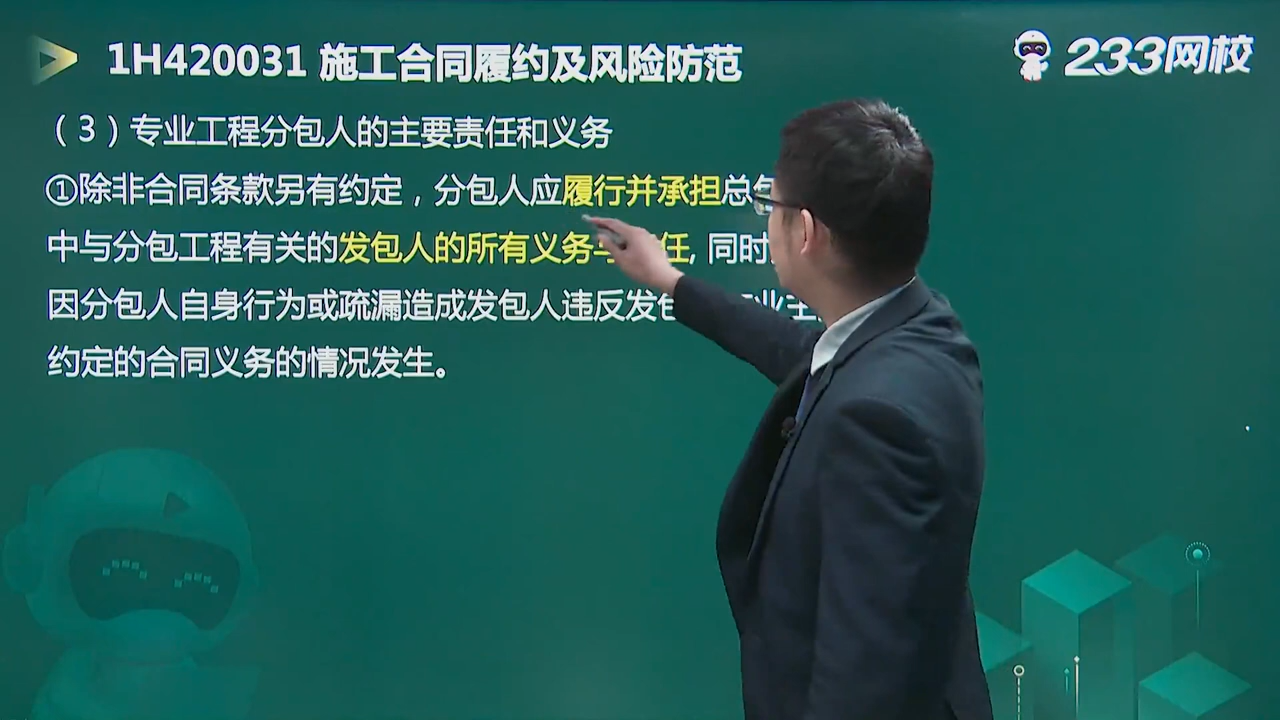 1H420031 施工合同履约及风险防范
233网校
（3）专业工程分包人的主要责任和义务
①除非合同条款另有约定，分包人应履行并承担总包
中与分包工程有关的发包人的所有义务与 任, 同时
因分包人自身行为或疏漏造成发包人违反发包 业主
约定的合同义务的情况发生。